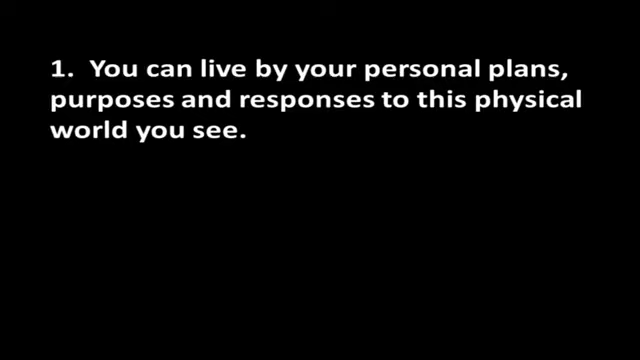 1.  You can live by your personal plans,
purposes and responses to this physical
world you see.